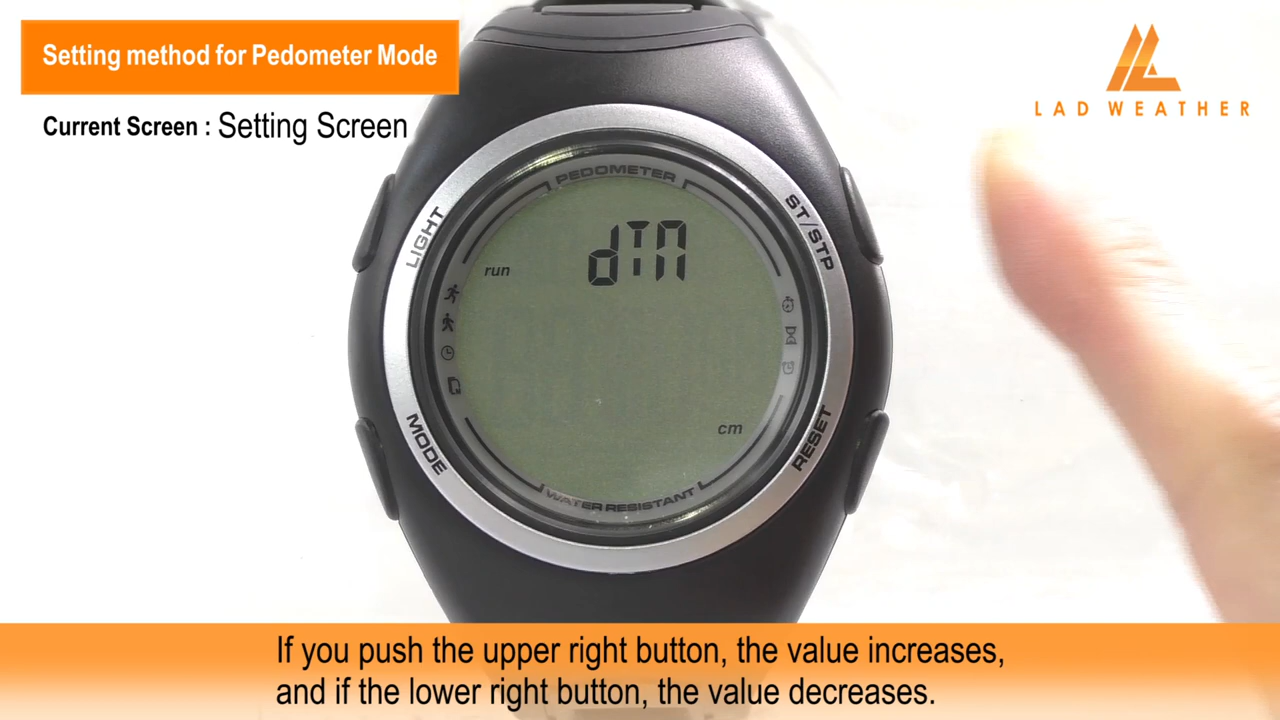 Setting method for Pedometer Mode
Current Screen : Setting Screen
LAD WEATHER
PEDOMETER
LIGHT
ST/STP
run
cm
MODE
RESET
WATER RESISTANT
If you push the upper right button, the value increases,
and if the lower right button, the value decreases.